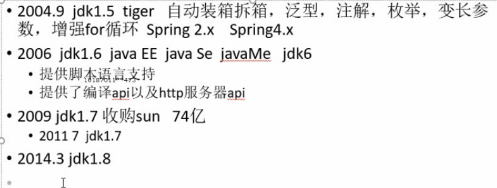 2004.9 jdk1.5 tiger 自动装箱拆箱，泛型，注解，枚举，变长参
数，增强for循环 Spring 2.x Spring4.x
2006 jdk1.6 java EE java Se javaMe jdk6
提供脚本语言支持
提供了编译api以及http服务器api
2009 jdk1.7 收购sun 74亿
2011 7 jdk1.7
2014.3 jdk1.8